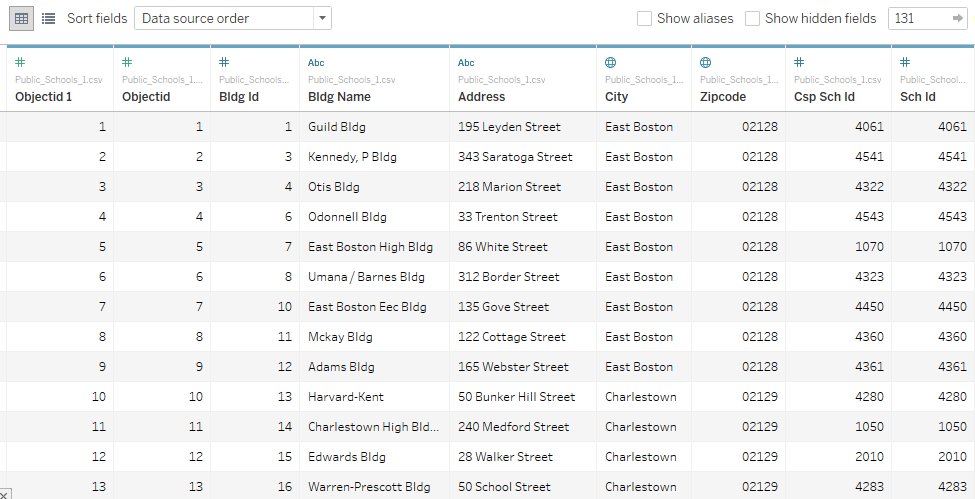 Sort fields Data source order Show aliases Show hidden fields 131
# # # Abc Abc # #
Public_Schools_1.csv Public_Schools_1.... Public_Schools... Public_Schools_1.csv Public_Schools_1.csv Public_Schools_1... Public_Schools_1... Public_Schools_1.csv Public_Schools...
Objectid 1 Objectid Bldg Id Bldg Name Address City Zipcode Csp Sch Id Sch Id
1 1 1 Guild Bldg 195 Leyden Street East Boston 02128 4061 4061
2 2 3 Kennedy, P Bldg 343 Saratoga Street East Boston 02128 4541 4541
3 3 4 Otis Bldg 218 Marion Street East Boston 02128 4322 4322
4 4 6 Odonnell Bldg 33 Trenton Street East Boston 02128 4543 4543
5 5 7 East Boston High Bldg 86 White Street East Boston 02128 1070 1070
6 6 8 Umana / Barnes Bldg 312 Border Street East Boston 02128 4323 4323
7 7 10 East Boston Eec Bldg 135 Gove Street East Boston 02128 4450 4450
8 8 11 Mckay Bldg 122 Cottage Street East Boston 02128 4360 4360
9 9 12 Adams Bldg 165 Webster Street East Boston 02128 4361 4361
10 10 13 Harvard-Kent 50 Bunker Hill Street Charlestown 02129 4280 4280
11 11 14 Charlestown High Bld... 240 Medford Street Charlestown 02129 1050 1050
12 12 15 Edwards Bldg 28 Walker Street Charlestown 02129 2010 2010
13 13 16 Warren-Prescott Bldg 50 School Street Charlestown 02129 4283 4283